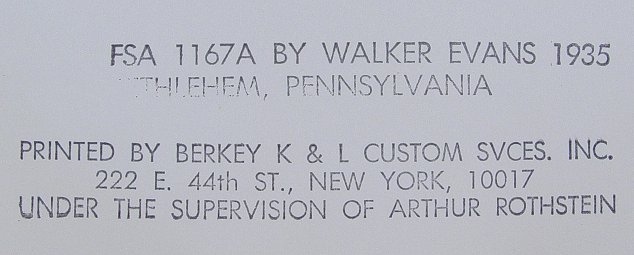 FSA 1167A BY WALKER EVANS 1935
BETHLEHEM, PENNSYLVANIA
PRINTED BY BERKEY K & L CUSTOM SVCES. INC.
222 E. 44th ST., NEW YORK, 10017
UNDER THE SUPERVISION OF ARTHUR ROTHSTEIN